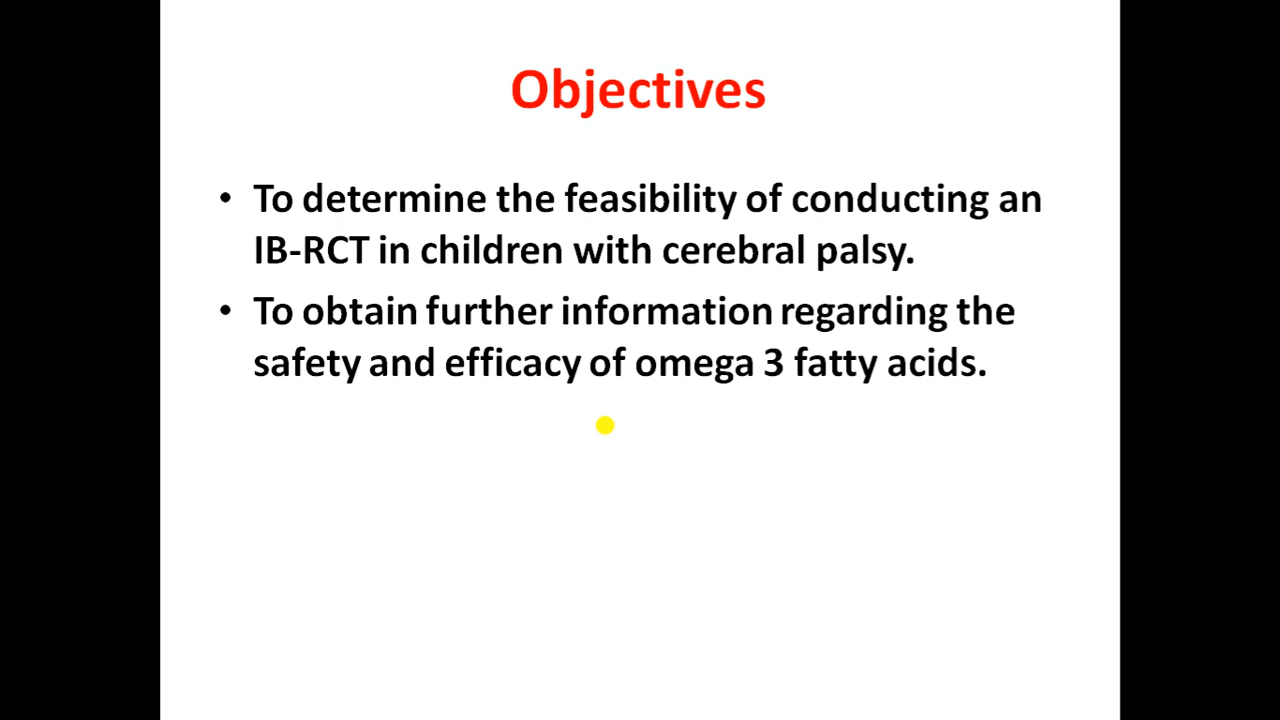 Objectives
• To determine the feasibility of conducting an
IB-RCT in children with cerebral palsy.
• To obtain further information regarding the
safety and efficacy of omega 3 fatty acids.